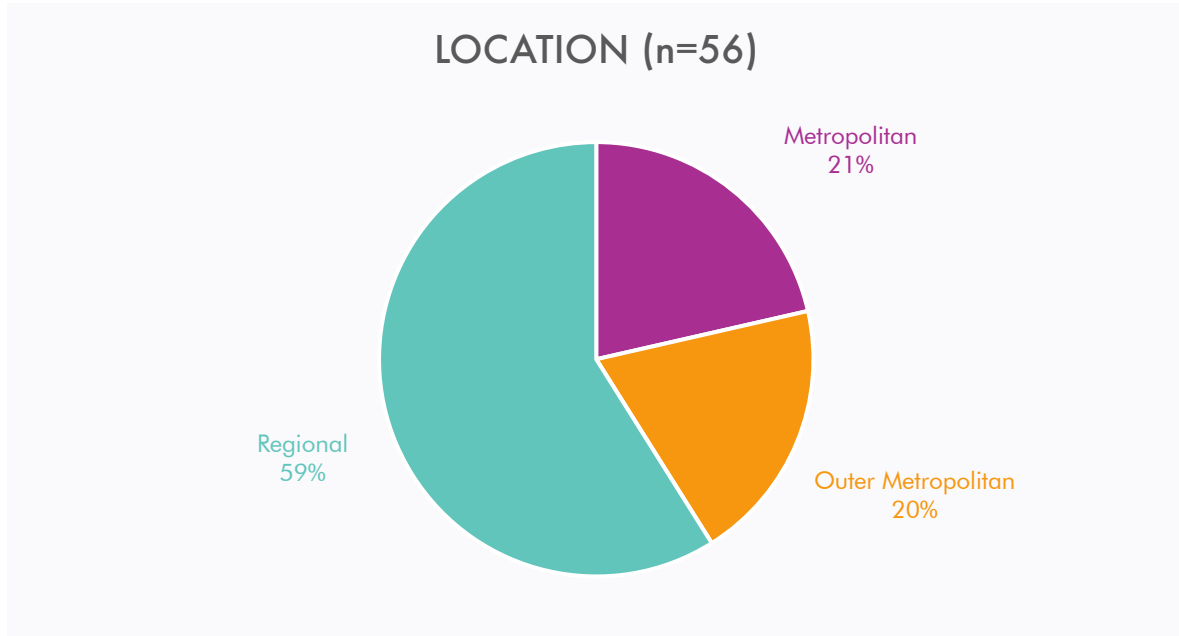 LOCATION (n=56)
Metropolitan
21%
Regional
59%
Outer Metropolitan
20%